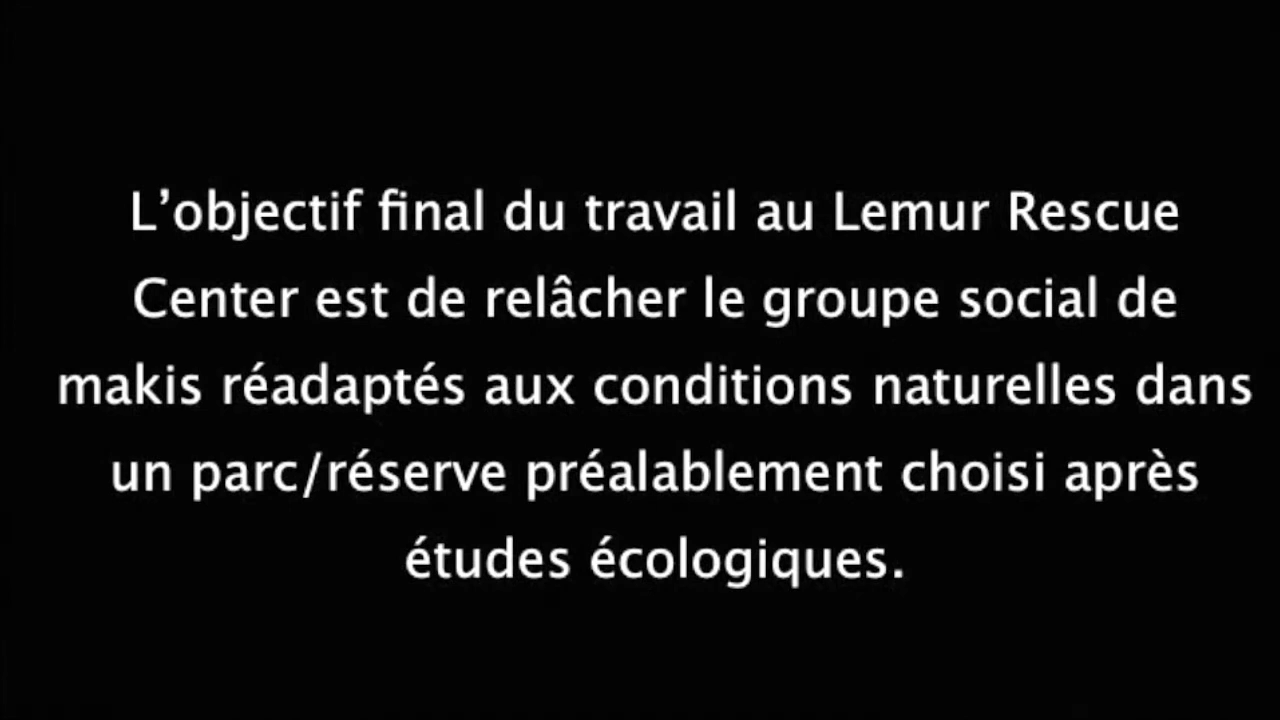 L’objectif final du travail au Lemur Rescue
Center est de relâcher le groupe social de
makis réadaptés aux conditions naturelles dans
un parc/réserve préalablement choisi après
études écologiques.